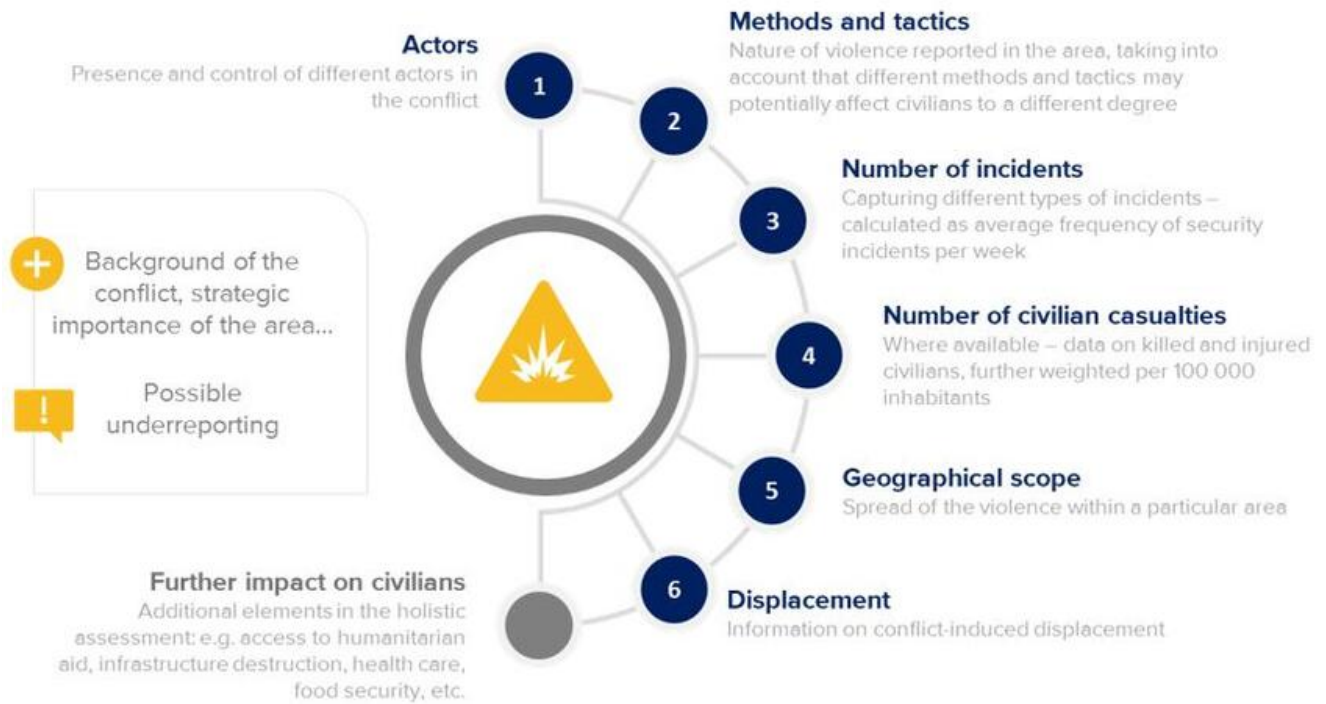 Actors
Presence and control of different actors in
the conflict
1
Methods and tactics
Nature of violence reported in the area, taking into
account that different methods and tactics may
potentially affect civilians to a different degree
2
Number of incidents
Capturing different types of incidents –
calculated as average frequency of security
incidents per week
3
Number of civilian casualties
Where available – data on killed and injured
civilians, further weighted per 100 000
inhabitants
4
Geographical scope
Spread of the violence within a particular area
5
Displacement
Information on conflict-induced displacement
6
Further impact on civilians
Additional elements in the holistic
assessment: e.g. access to humanitarian
aid, infrastructure destruction, health care,
food security, etc.
+
Background of the
conflict, strategic
importance of the area...
!
Possible
underreporting